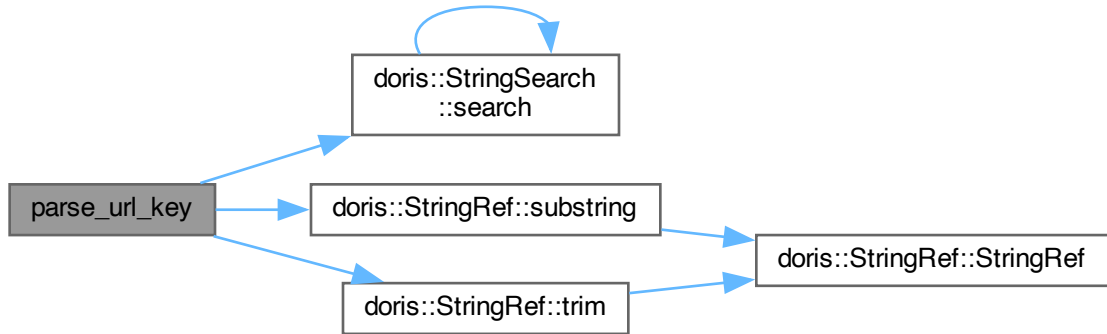 doris::StringSearch
::search
parse_url_key
doris::StringRef::substring
doris::StringRef::StringRef
doris::StringRef::trim